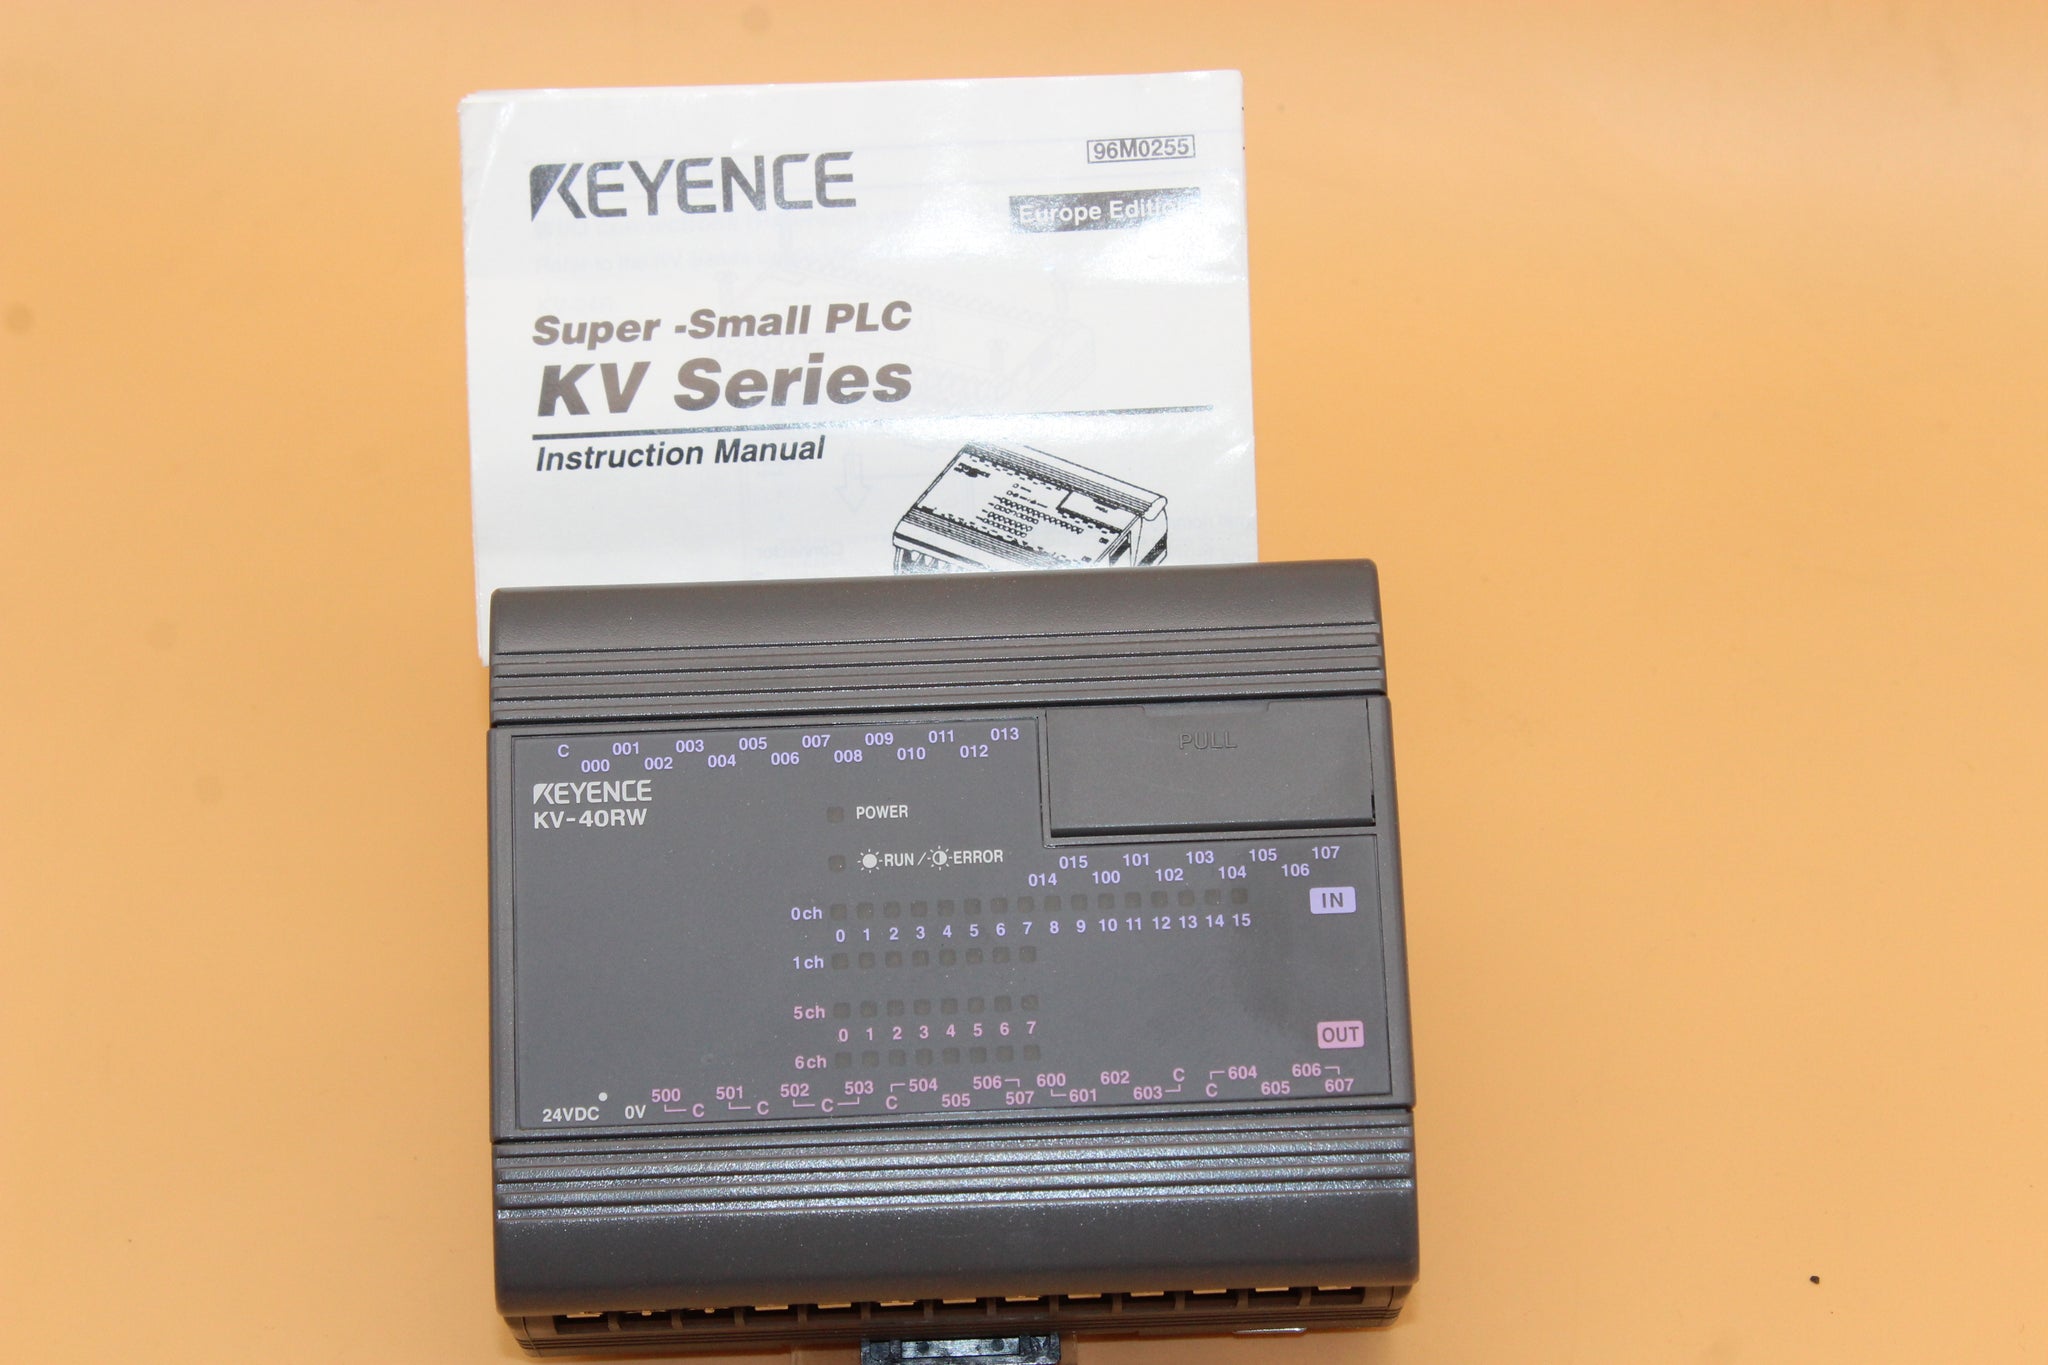 KEYENCE
96M0255
Europe Edition
Super -Small PLC
KV Series
Instruction Manual
PULL
C 001 003 005 007 009 011 013
000 002 004 006 008 010 012
KEYENCE
KV-40RW
POWER
RUN / ERROR
015 101 103 105 107
014 100 102 104 106
IN
0ch
0 1 2 3 4 5 6 7 8 9 10 11 12 13 14 15
1ch
5ch
0 1 2 3 4 5 6 7
OUT
6ch
500 501 502 503 504 506 600 602 C 604 606
24VDC 0V C C C C 505 507 601 603 C 605 607